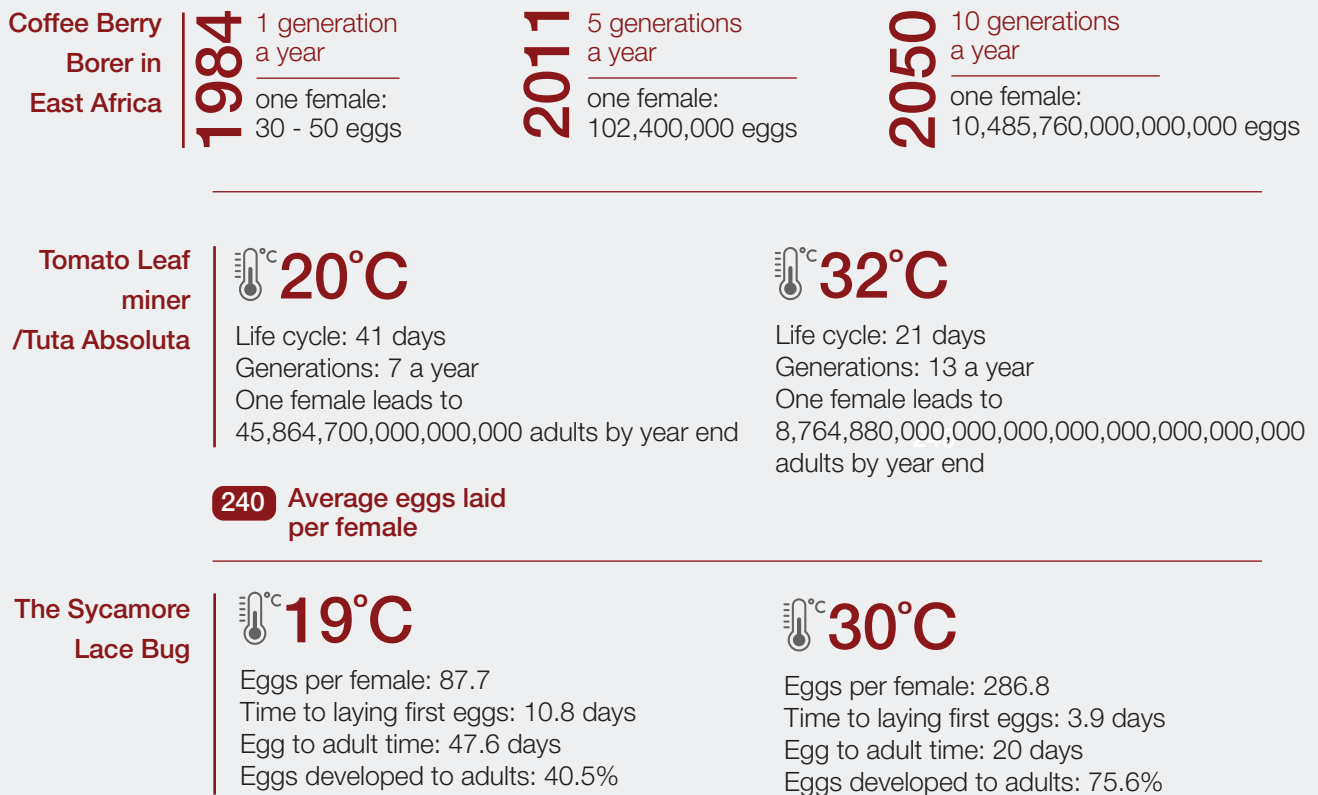 Coffee Berry
Borer in
East Africa
1984
1 generation
a year
one female:
30 - 50 eggs
2011
5 generations
a year
one female:
102,400,000 eggs
2050
10 generations
a year
one female:
10,485,760,000,000,000 eggs
Tomato Leaf
miner
/Tuta Absoluta
°C 20°C
Life cycle: 41 days
Generations: 7 a year
One female leads to
45,864,700,000,000,000 adults by year end
°C 32°C
Life cycle: 21 days
Generations: 13 a year
One female leads to
8,764,880,000,000,000,000,000,000,000,000
adults by year end
240 Average eggs laid
per female
The Sycamore
Lace Bug
°C 19°C
Eggs per female: 87.7
Time to laying first eggs: 10.8 days
Egg to adult time: 47.6 days
Eggs developed to adults: 40.5%
°C 30°C
Eggs per female: 286.8
Time to laying first eggs: 3.9 days
Egg to adult time: 20 days
Eggs developed to adults: 75.6%